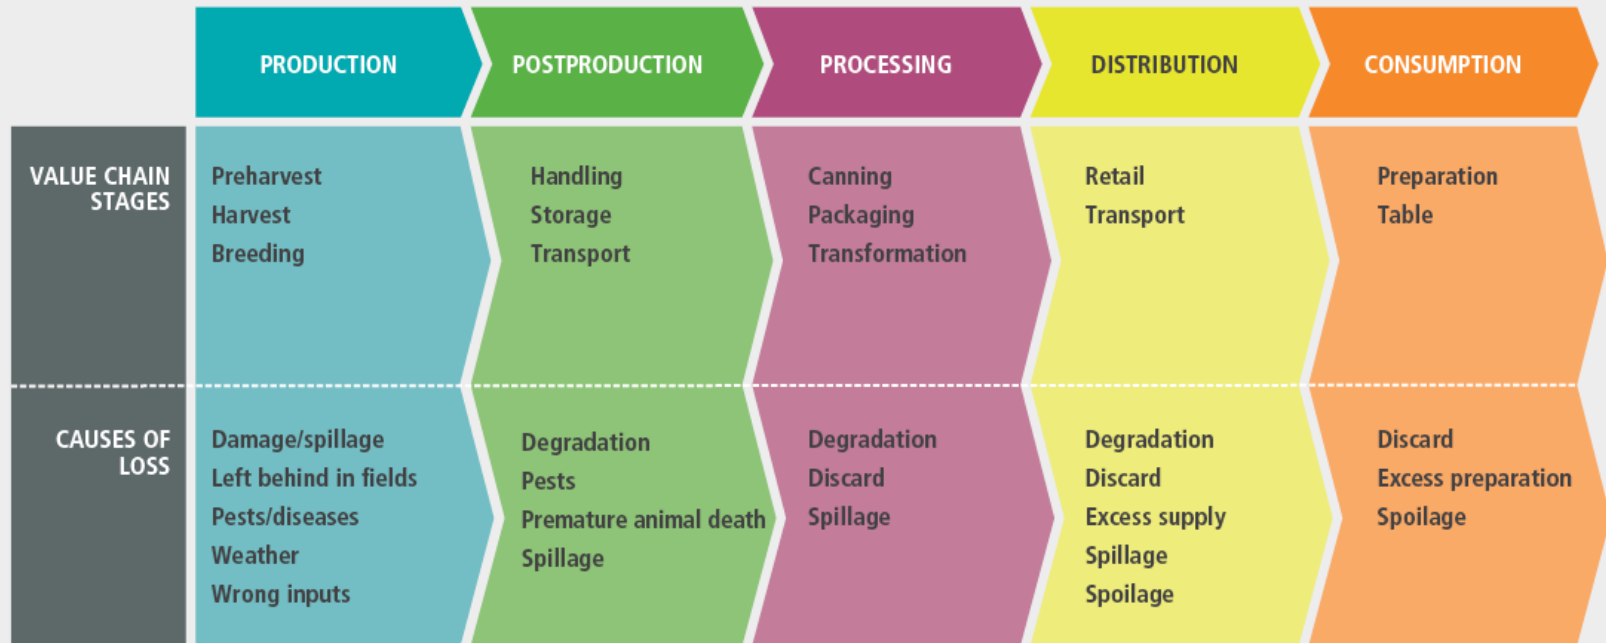 PRODUCTION
POSTPRODUCTION
PROCESSING
DISTRIBUTION
CONSUMPTION
VALUE CHAIN
STAGES
Preharvest
Harvest
Breeding
Handling
Storage
Transport
Canning
Packaging
Transformation
Retail
Transport
Preparation
Table
CAUSES OF
LOSS
Damage/spillage
Left behind in fields
Pests/diseases
Weather
Wrong inputs
Degradation
Pests
Premature animal death
Spillage
Degradation
Discard
Spillage
Degradation
Discard
Excess supply
Spillage
Spoilage
Discard
Excess preparation
Spoilage